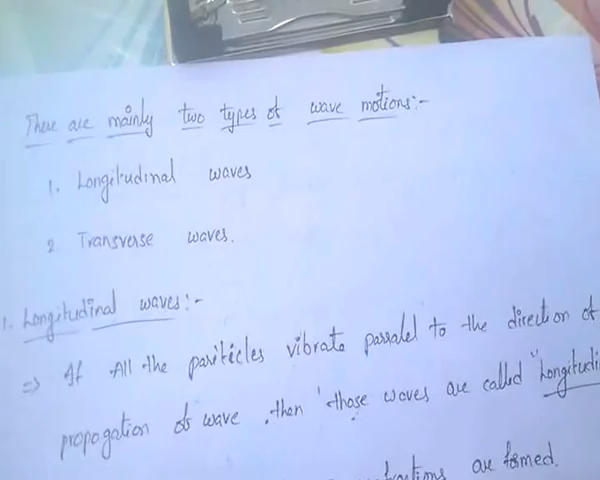 There are mainly two types of wave motions:-
1. Longitudinal waves
2. Transverse waves.
1. Longitudinal waves:-
=> If All the particles vibrate parallel to the direction of
propogation of wave, then those waves are called "Longitudi
are formed.